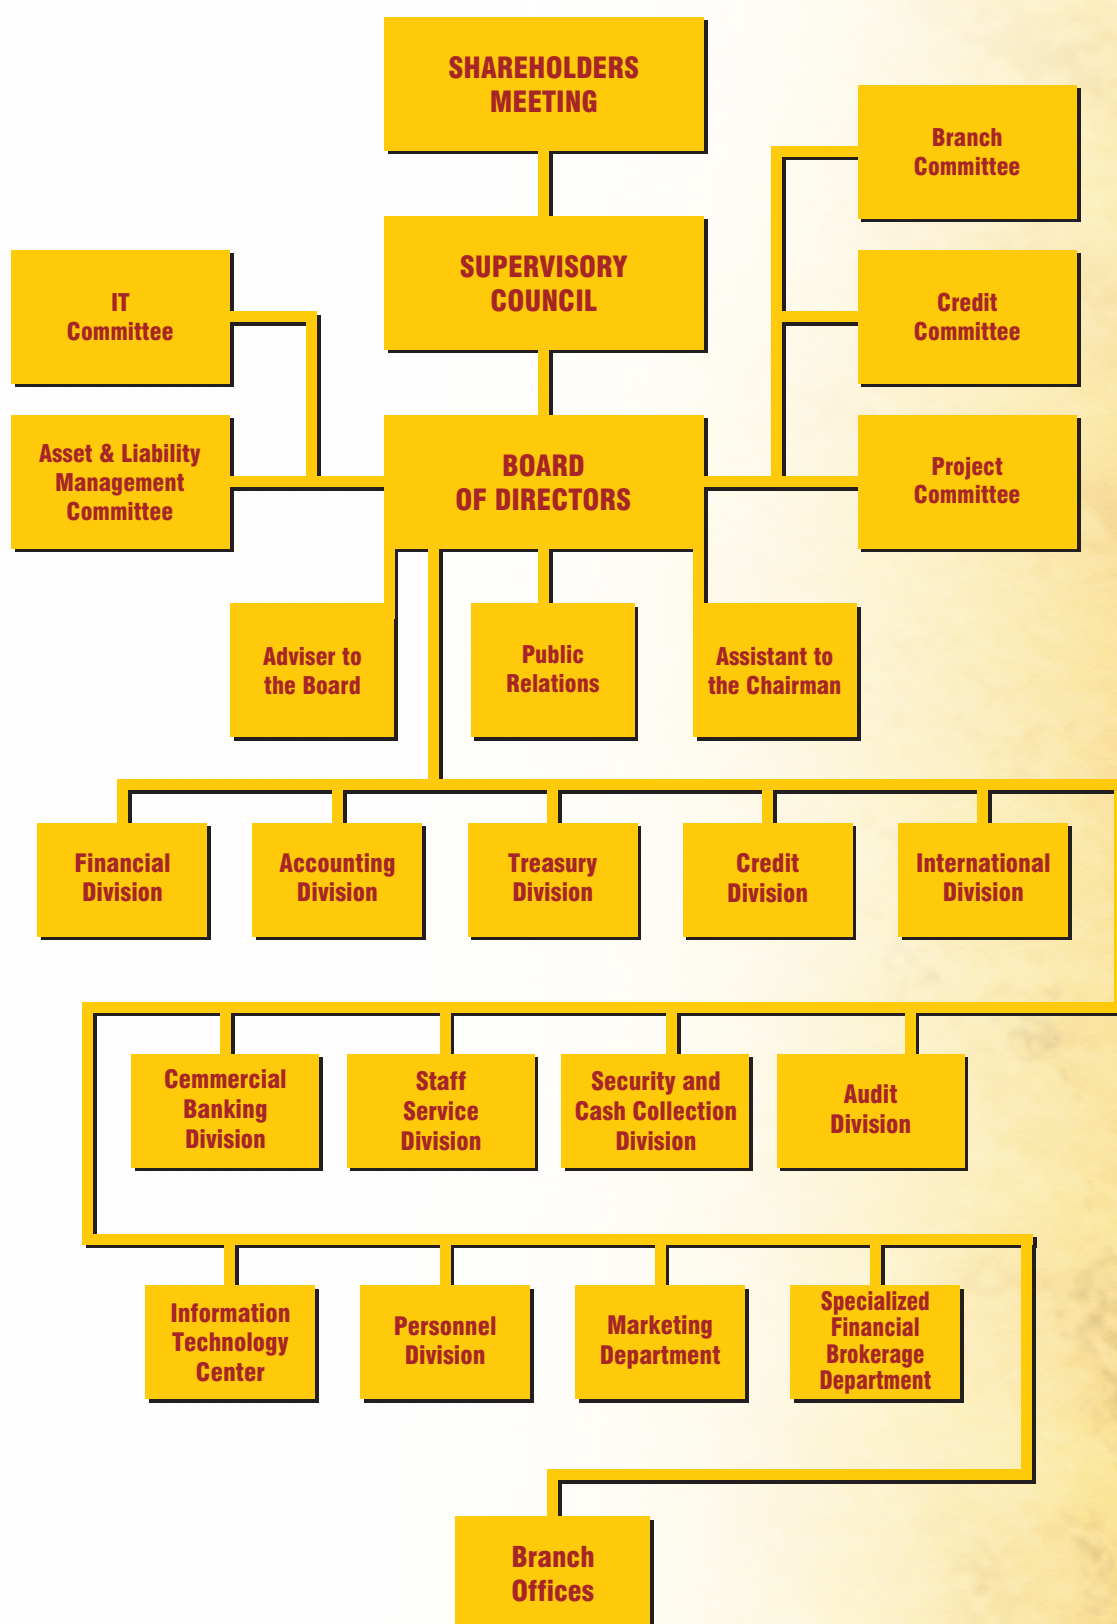 SHAREHOLDERS
MEETING
Branch
Committee
SUPERVISORY
COUNCIL
IT
Committee
Credit
Committee
Asset & Liability
Management
Committee
BOARD
OF DIRECTORS
Project
Committee
Adviser to
the Board
Public
Relations
Assistant to
the Chairman
Financial
Division
Accounting
Division
Treasury
Division
Credit
Division
International
Division
Cemmercial
Banking
Division
Staff
Service
Division
Security and
Cash Collection
Division
Audit
Division
Information
Technology
Center
Personnel
Division
Marketing
Department
Specialized
Financial
Brokerage
Department
Branch
Offices